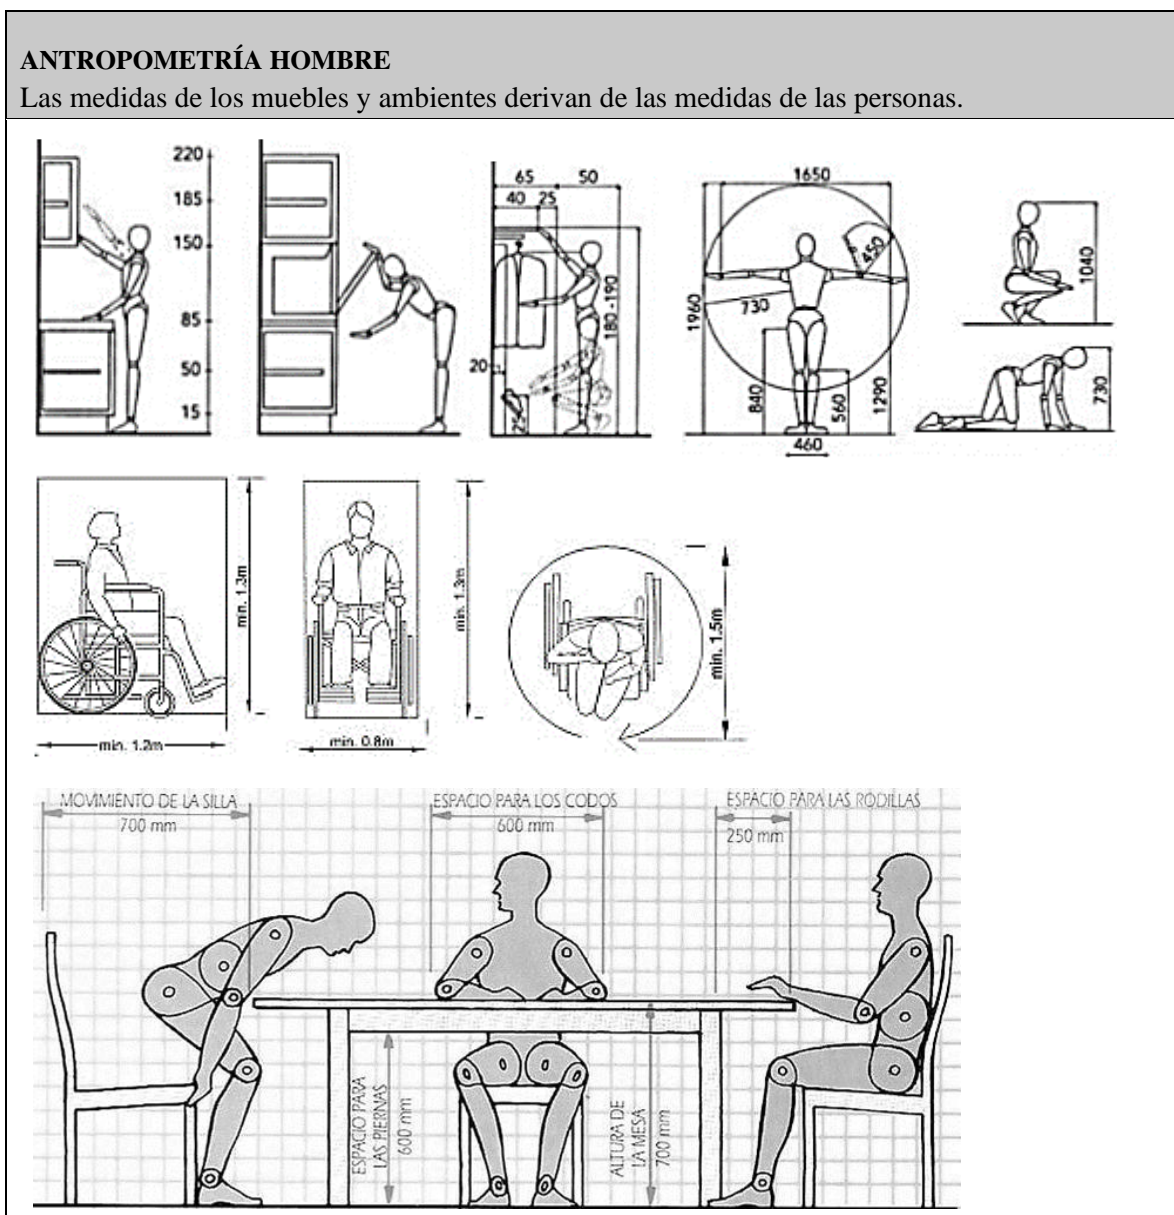 ANTROPOMETRÍA HOMBRE
Las medidas de los muebles y ambientes derivan de las medidas de las personas.
220
185
150
85
50
15
65
50
40
25
180 -190
20
25
1650
450
1960
730
840
560
1290
460
1040
730
min. 1.3m
min. 1.2m
min. 1.3m
min. 0.8m
min. 1.5m
MOVIMIENTO DE LA SILLA
700 mm
ESPACIO PARA LOS CODOS
600 mm
ESPACIO PARA LAS RODILLAS
250 mm
ESPACIO PARA
LAS PIERNAS
600 mm
ALTURA DE
LA MESA
700 mm